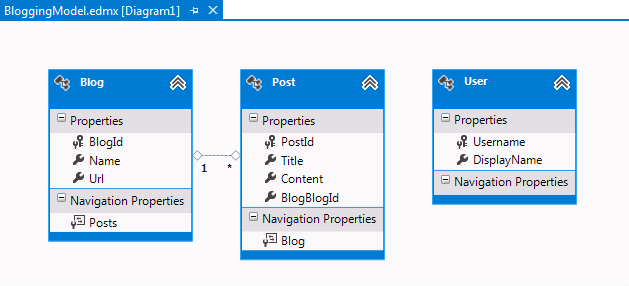 BloggingModel.edmx [Diagram1]
Blog
Properties
BlogId
Name
Url
Navigation Properties
Posts
1
*
Post
Properties
PostId
Title
Content
BlogBlogId
Navigation Properties
Blog
User
Properties
Username
DisplayName
Navigation Properties